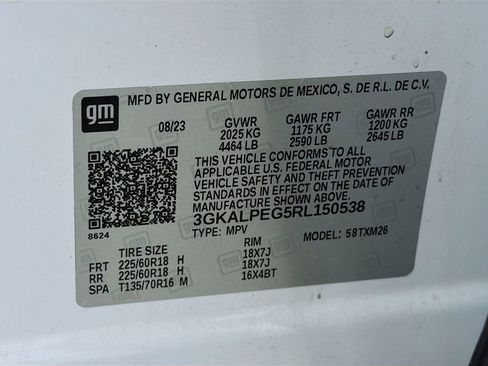 gm MFD BY GENERAL MOTORS DE MEXICO, S. DE R.L. DE C.V.
08/23 GVWR GAWR FRT GAWR RR
2025 KG 1175 KG 1200 KG
4464 LB 2590 LB 2645 LB
THIS VEHICLE CONFORMS TO ALL
APPLICABLE U.S. FEDERAL MOTOR
VEHICLE SAFETY AND THEFT PREVENTION
STANDARDS IN EFFECT ON THE DATE OF
MANUFACTURE SHOWN ABOVE.
3GKALPEG5RL150538
8624 TYPE: MPV MODEL: 58TXM26
TIRE SIZE RIM
FRT 225/60R18 H 18X7J
RR 225/60R18 H 18X7J
SPA T135/70R16 M 16X4BT